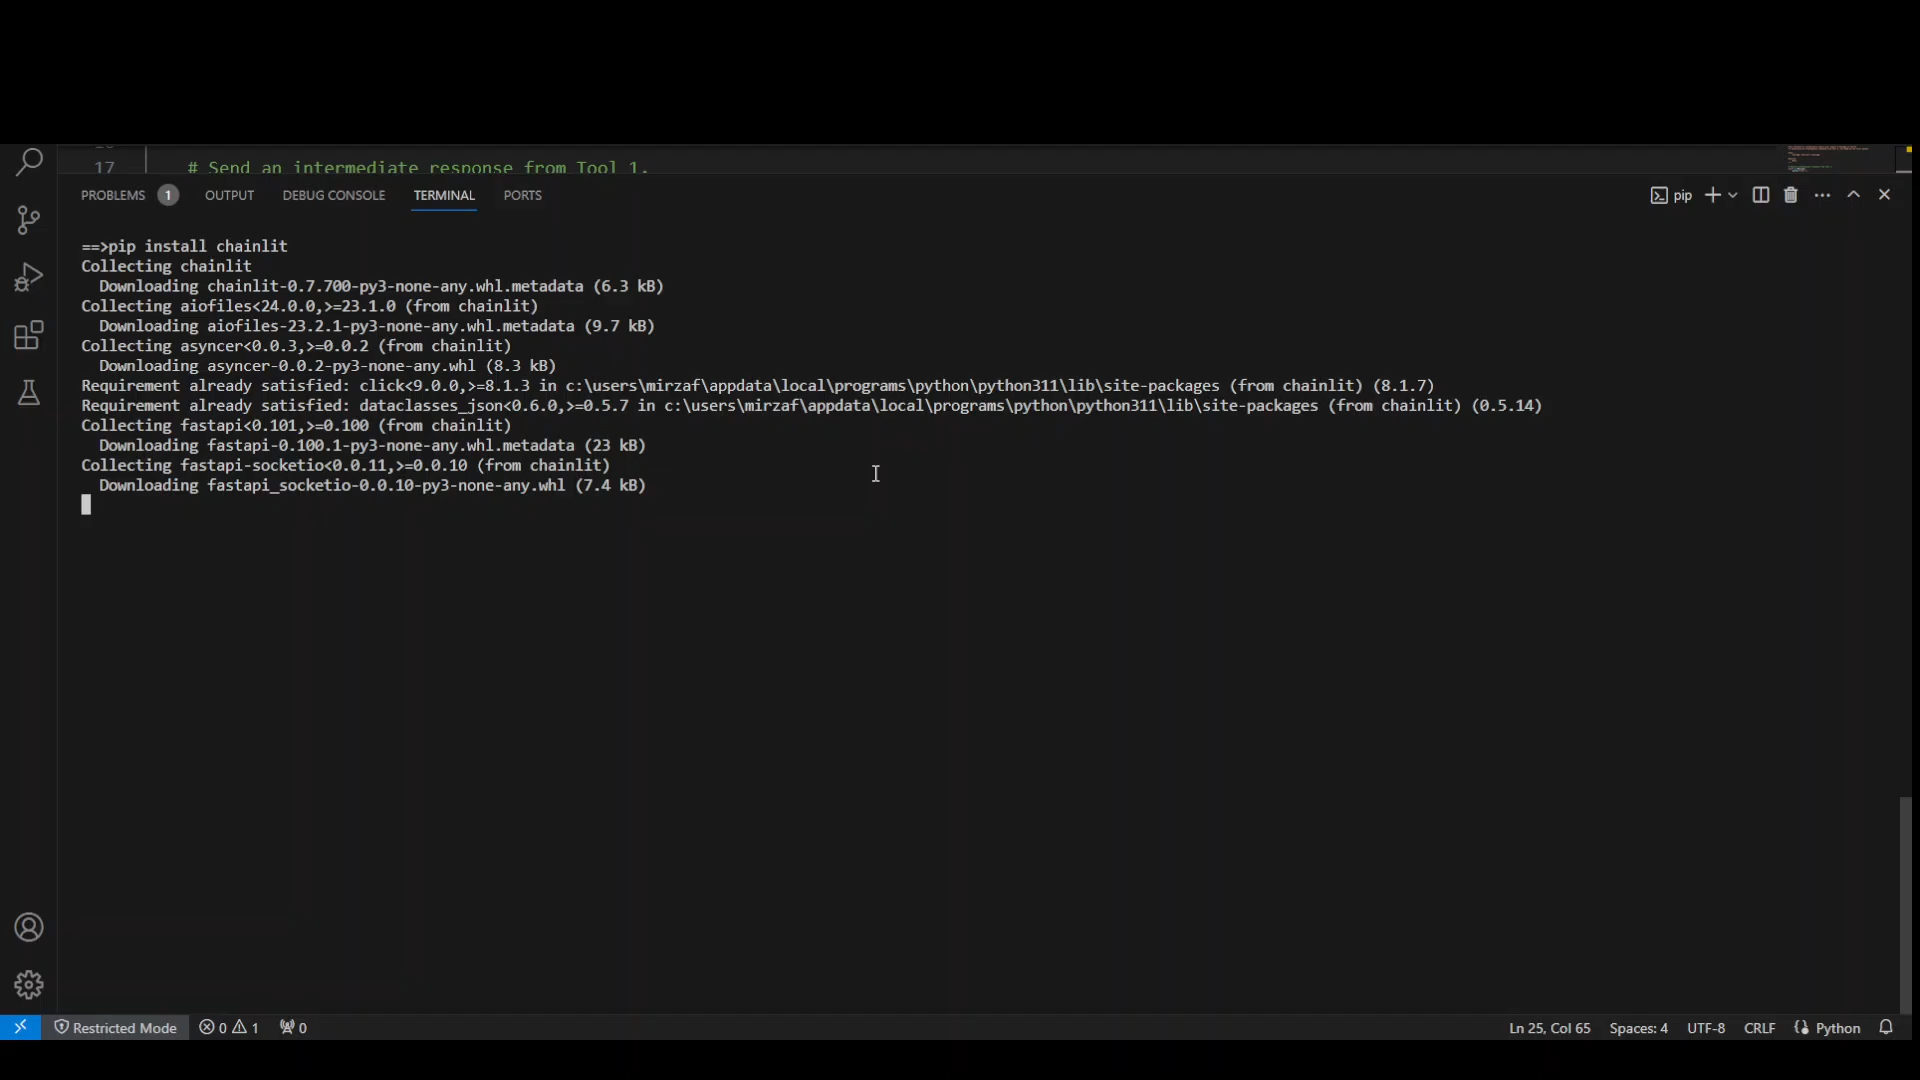 17 # Send an intermediate response from Tool 1.
PROBLEMS 1 OUTPUT DEBUG CONSOLE TERMINAL PORTS pip
==>pip install chainlit
Collecting chainlit
Downloading chainlit-0.7.700-py3-none-any.whl.metadata (6.3 kB)
Collecting aiofiles<24.0.0,>=23.1.0 (from chainlit)
Downloading aiofiles-23.2.1-py3-none-any.whl.metadata (9.7 kB)
Collecting asyncer<0.0.3,>=0.0.2 (from chainlit)
Downloading asyncer-0.0.2-py3-none-any.whl (8.3 kB)
Requirement already satisfied: click<9.0.0,>=8.1.3 in c:\users\mirzaf\appdata\local\programs\python\python311\lib\site-packages (from chainlit) (8.1.7)
Requirement already satisfied: dataclasses_json<0.6.0,>=0.5.7 in c:\users\mirzaf\appdata\local\programs\python\python311\lib\site-packages (from chainlit) (0.5.14)
Collecting fastapi<0.101,>=0.100 (from chainlit)
Downloading fastapi-0.100.1-py3-none-any.whl.metadata (23 kB)
Collecting fastapi-socketio<0.0.11,>=0.0.10 (from chainlit)
Downloading fastapi_socketio-0.0.10-py3-none-any.whl (7.4 kB)
Restricted Mode 0 1 0 Ln 25, Col 65 Spaces: 4 UTF-8 CRLF Python